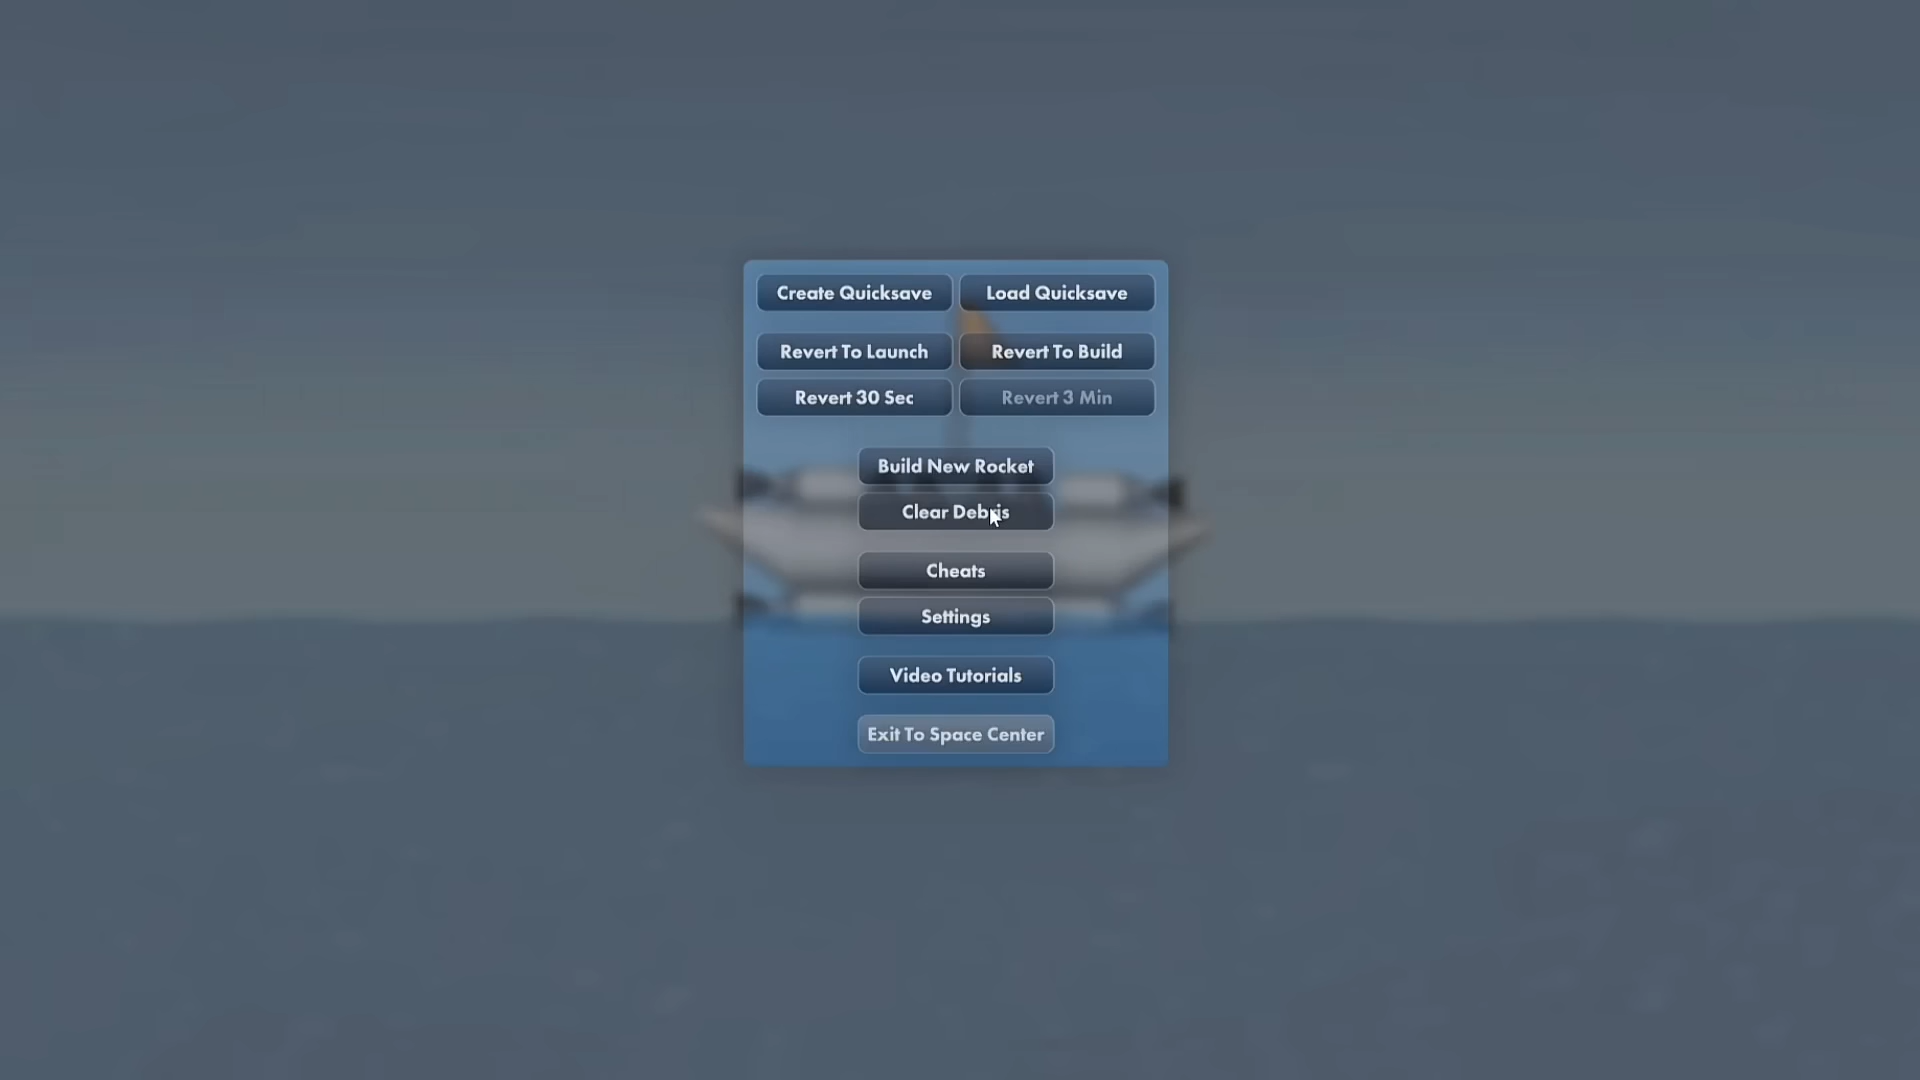 Create Quicksave Load Quicksave
Revert To Launch Revert To Build
Revert 30 Sec Revert 3 Min
Build New Rocket
Clear Debris
Cheats
Settings
Video Tutorials
Exit To Space Center